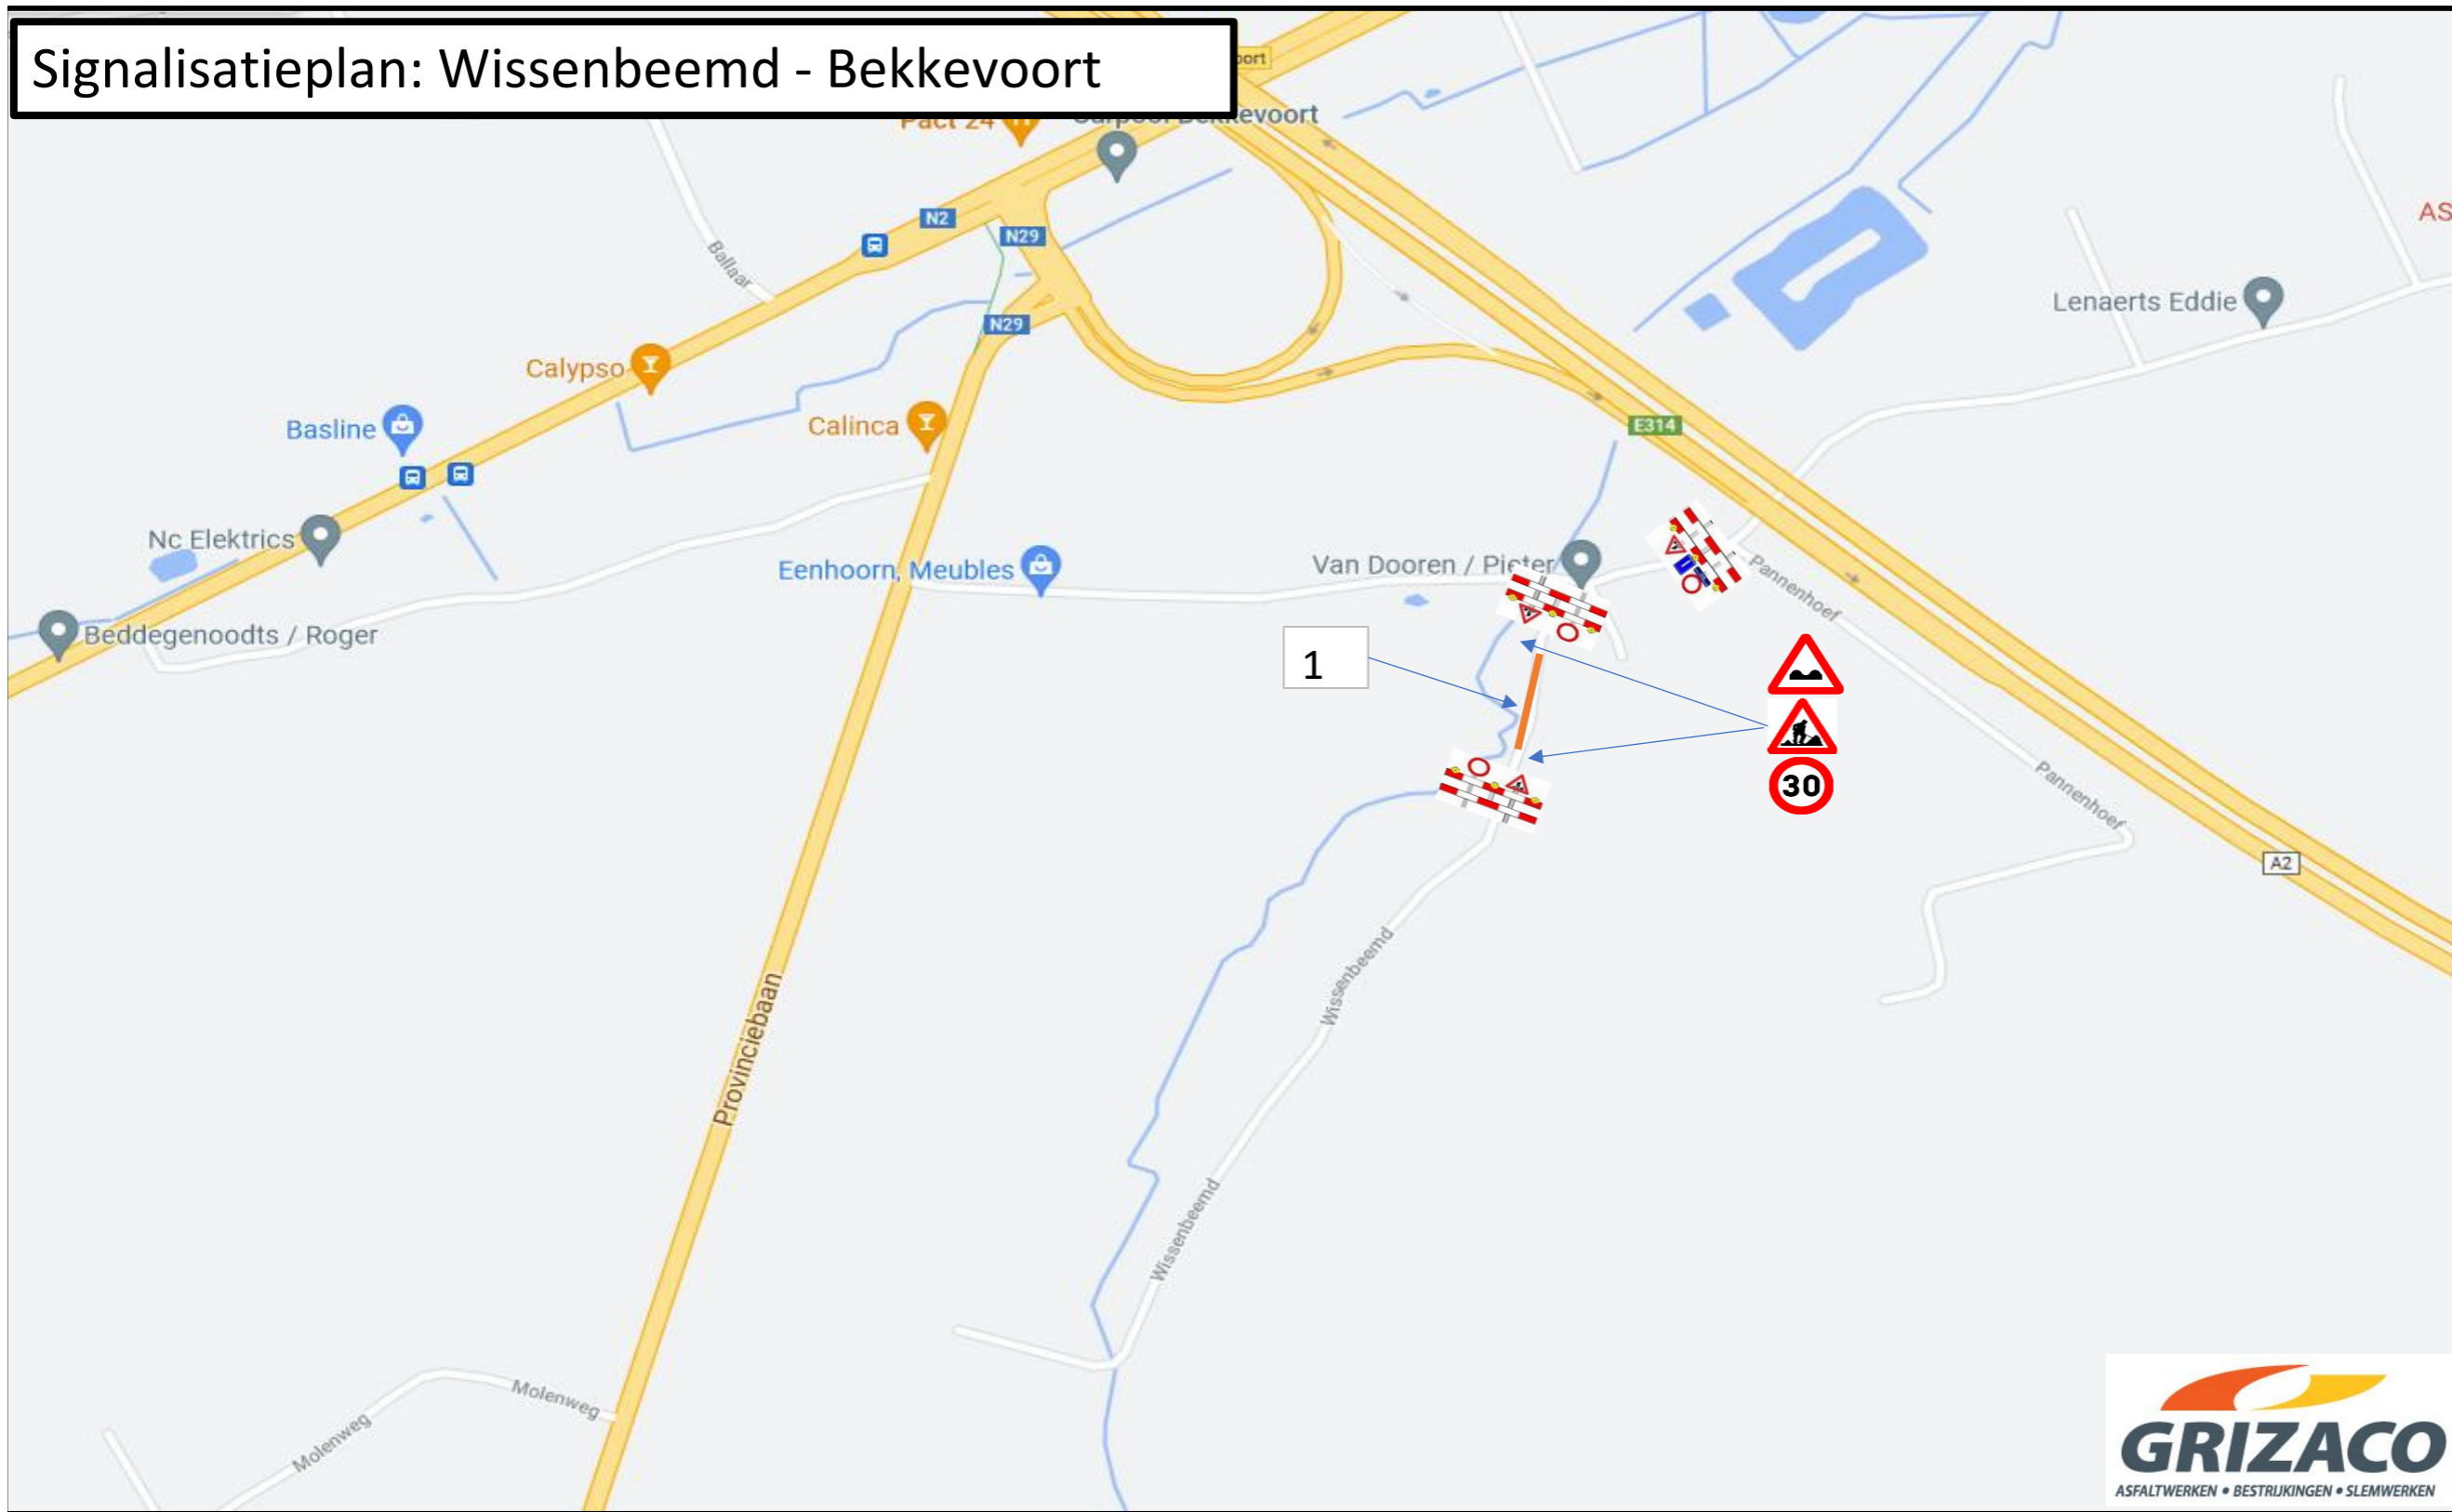 Signalisatieplan: Wissenbeemd - Bekkevoort
Pact 24
Bekkevoort
N2
N29
Ballaar
N29
AS
Lenaerts Eddie
Calypso
Basline
Calinca
E314
Nc Elektrics
Eenhoorn, Meubles
Van Dooren / Pieter
Pannenhoef
Beddegenoodts / Roger
1
30
Pannenhoef
A2
Wissenbeemd
Provinciebaan
Wissenbeemd
Molenweg
Molenweg
GRIZACO
ASFALTWERKEN • BESTRIJKINGEN • SLEMWERKEN